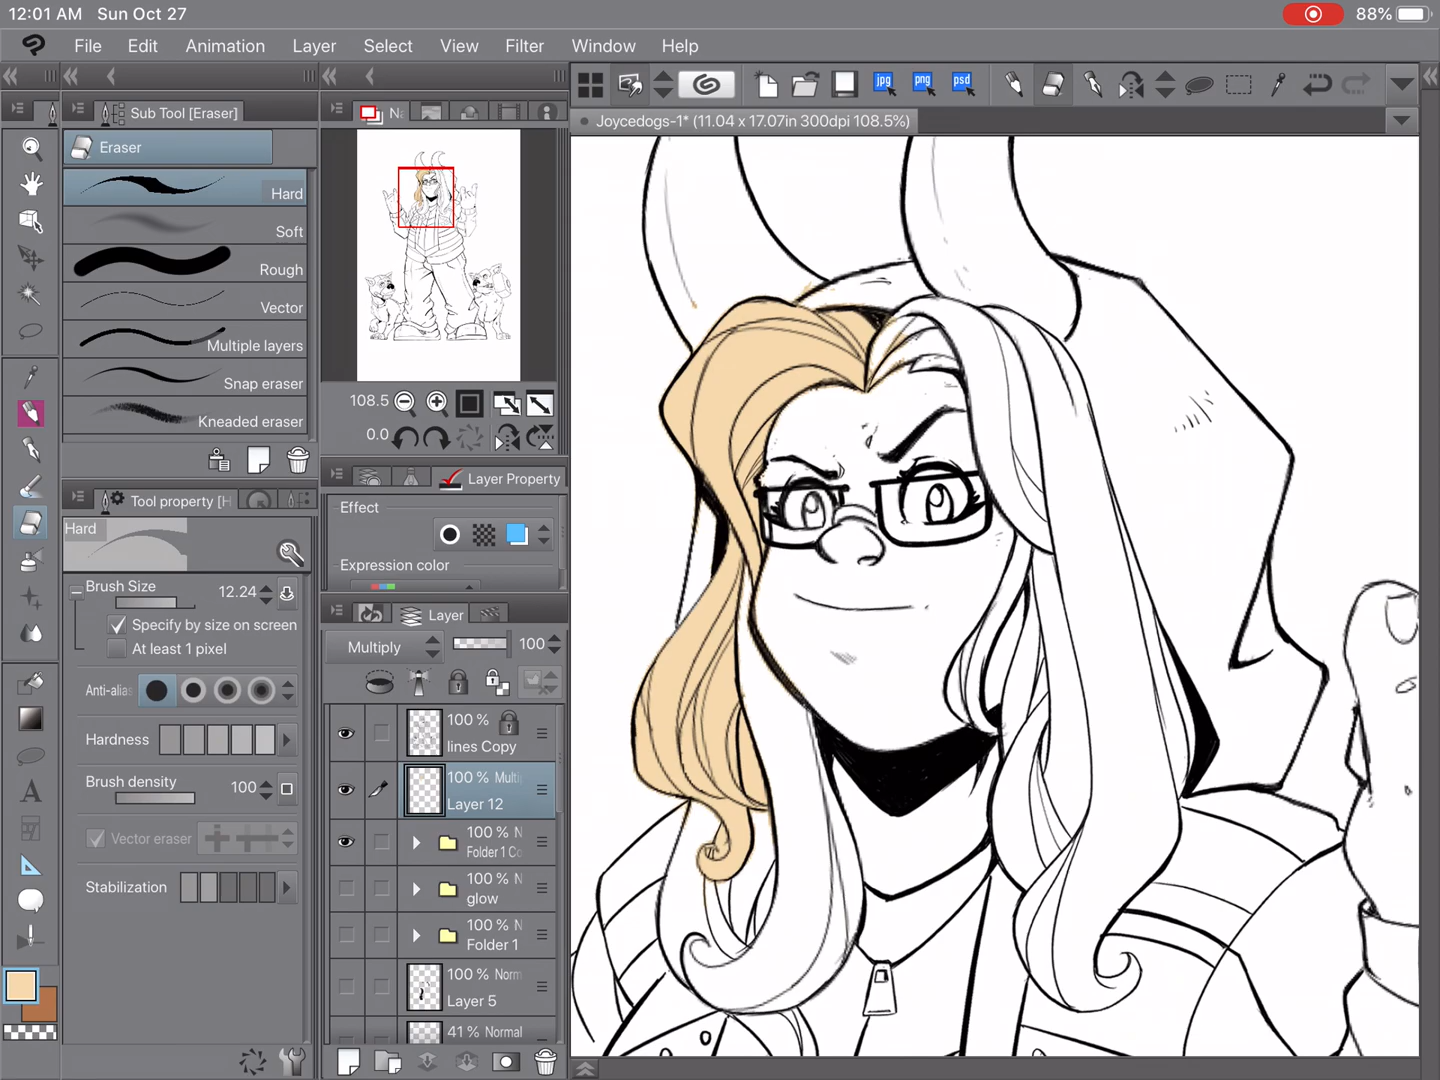 12:01 AM Sun Oct 27
88%
File Edit Animation Layer Select View Filter Window Help
jpg png psd
Sub Tool [Eraser]
Joycedogs-1* (11.04 x 17.07in 300dpi 108.5%)
Eraser
Hard
Soft
Rough
Vector
Multiple layers
Snap eraser
Kneaded eraser
108.5
0.0
Layer Property
Effect
Expression color
Tool property [H
Hard
Brush Size 12.24
Specify by size on screen
At least 1 pixel
Anti-alias
Hardness
Brush density 100
Vector eraser
Stabilization
Layer
Multiply 100
100 %
lines Copy
100 % Multi
Layer 12
100 % N
Folder 1 Co
100 % N
glow
100 % N
Folder 1
100 % Norm
Layer 5
41 % Normal